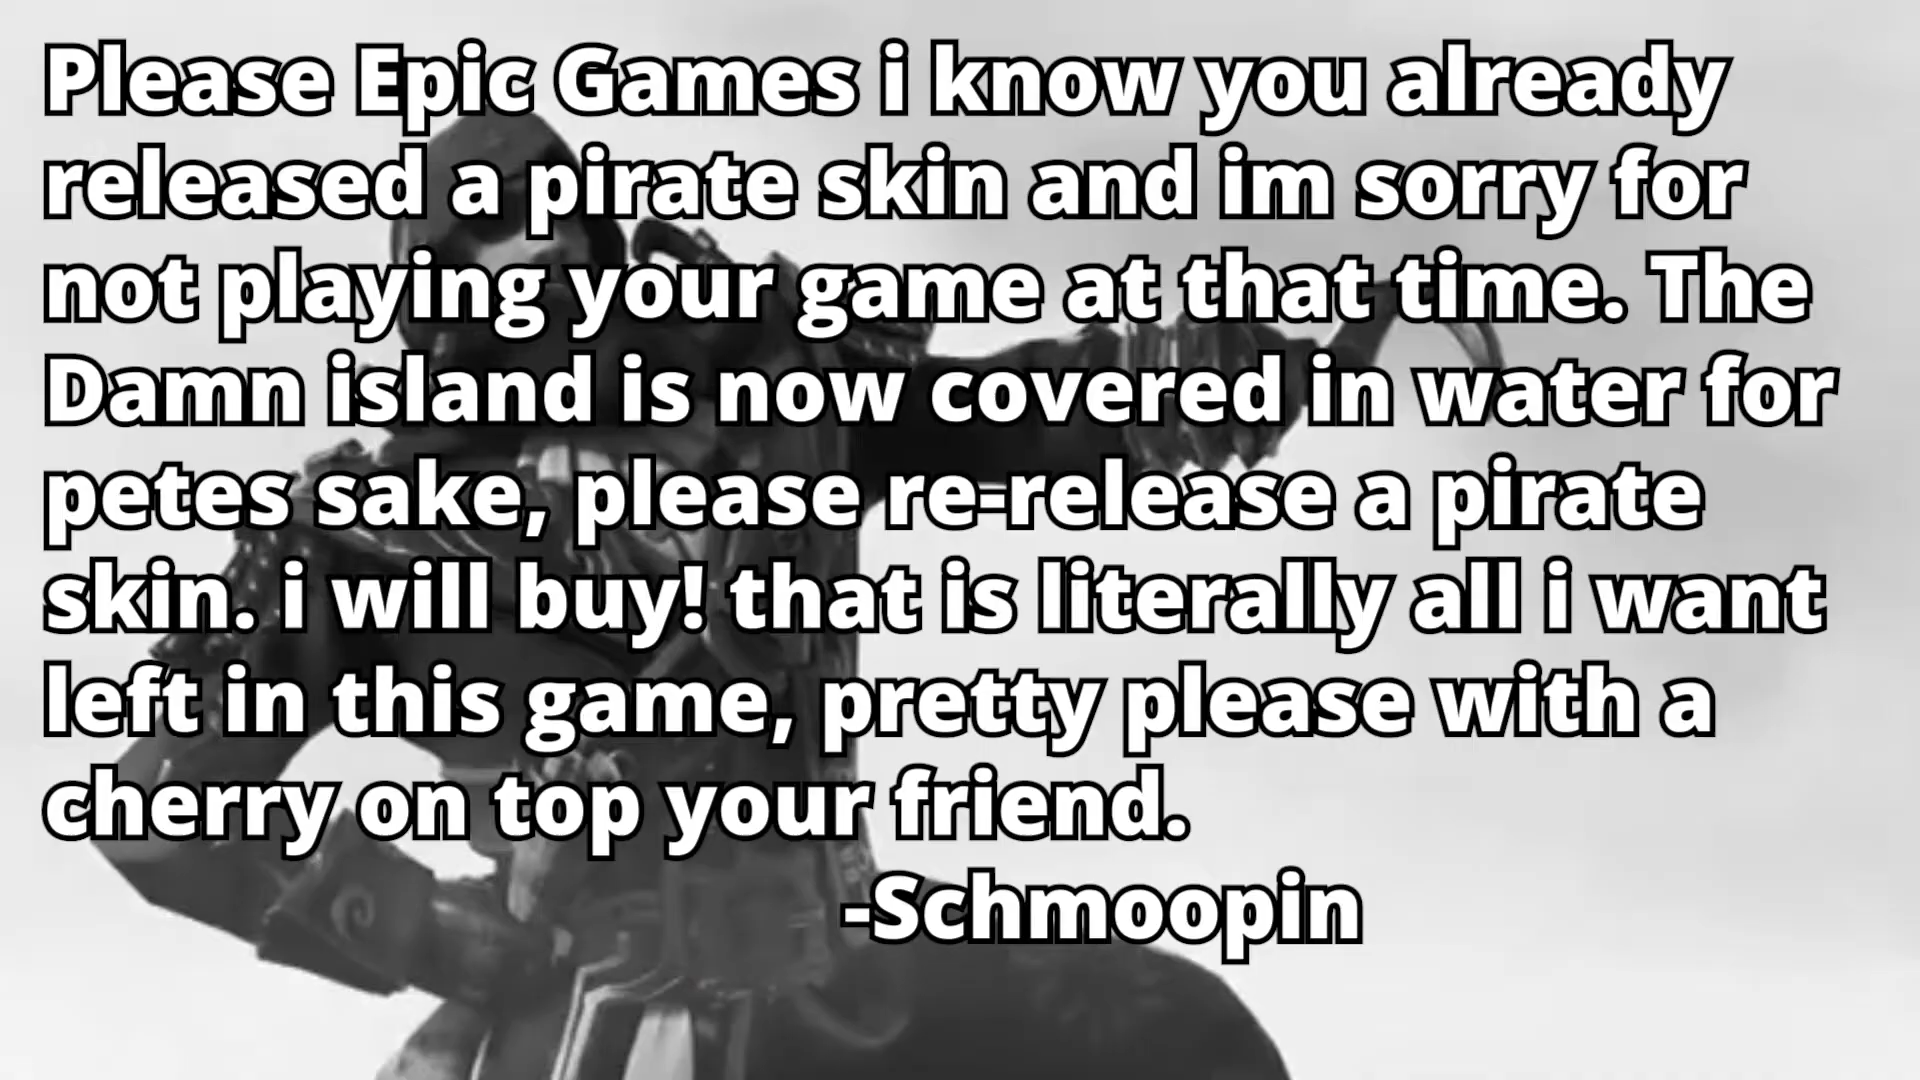 Please Epic Games i know you already
released a pirate skin and im sorry for
not playing your game at that time. The
Damn island is now covered in water for
petes sake, please re-release a pirate
skin. i will buy! that is literally all i want
left in this game, pretty please with a
cherry on top your friend.
-Schmoopin